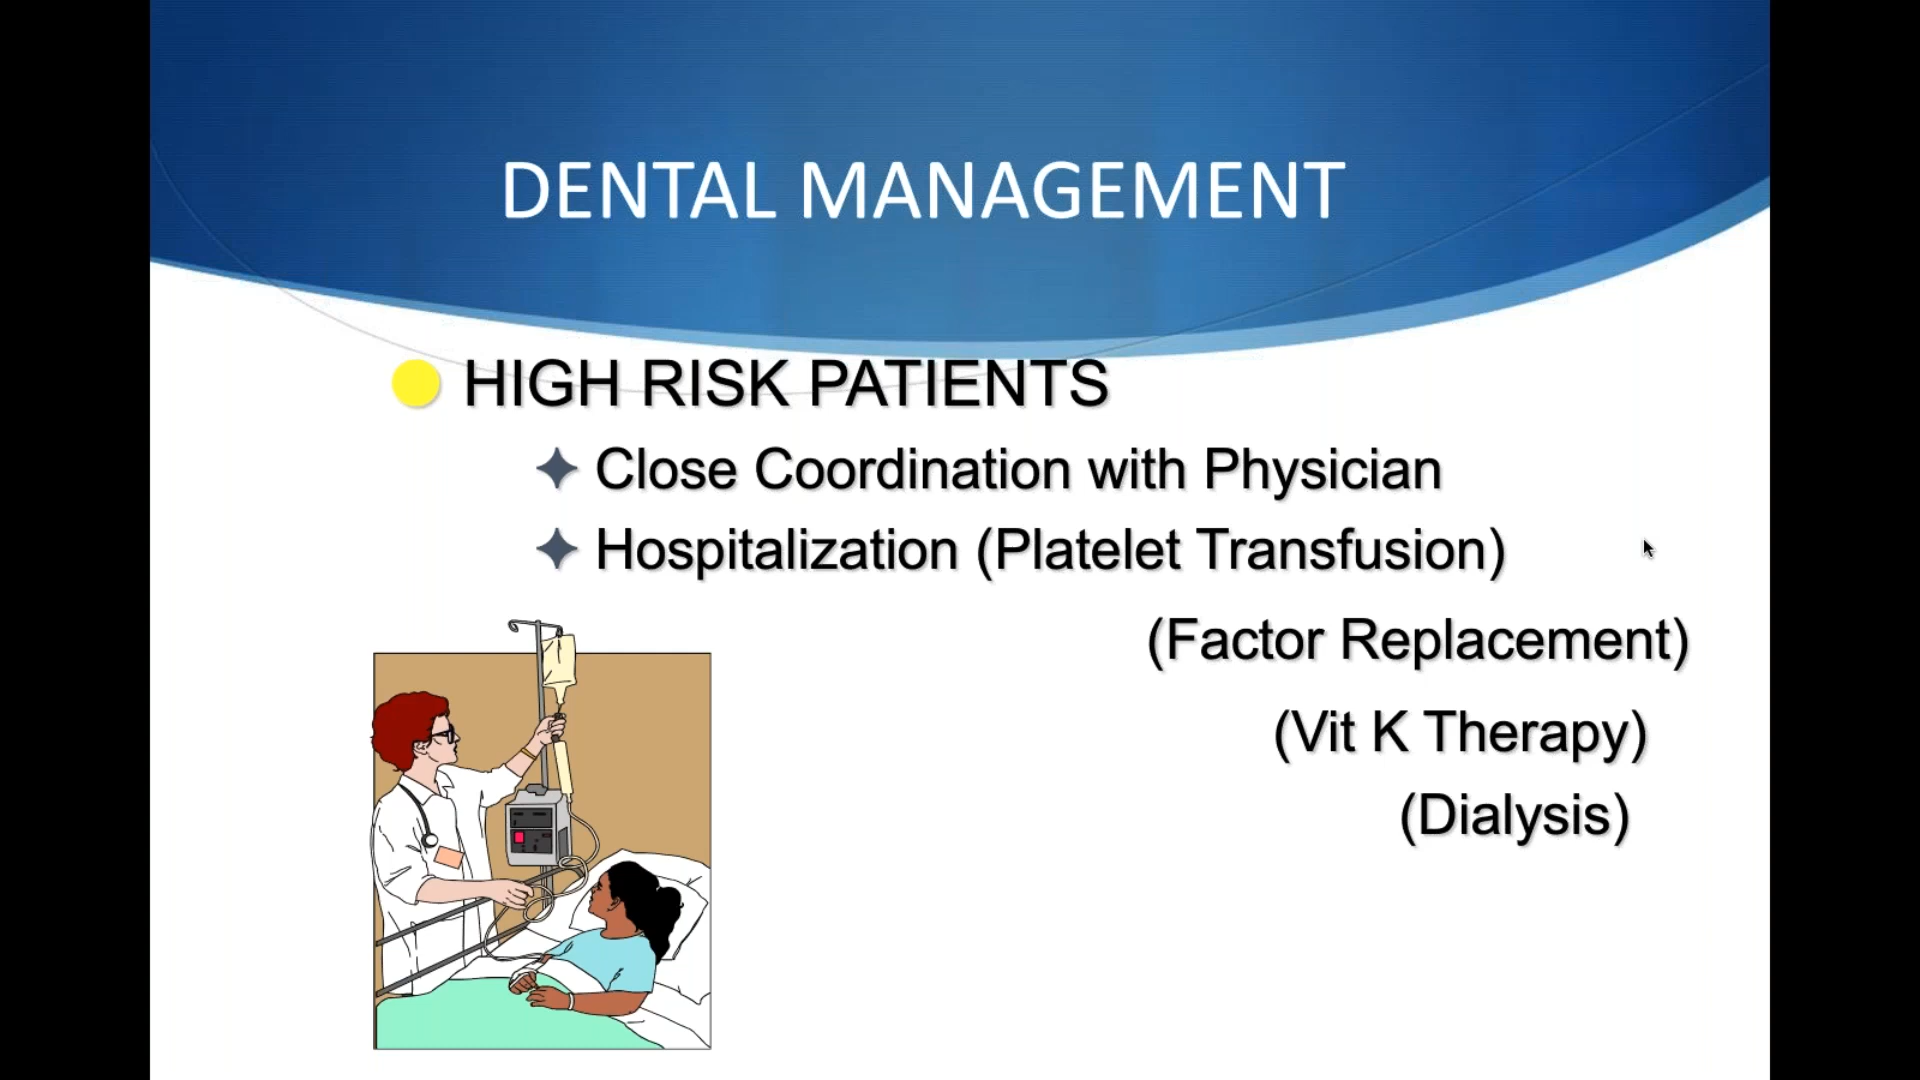 DENTAL MANAGEMENT
HIGH RISK PATIENTS
Close Coordination with Physician
Hospitalization (Platelet Transfusion)
(Factor Replacement)
(Vit K Therapy)
(Dialysis)